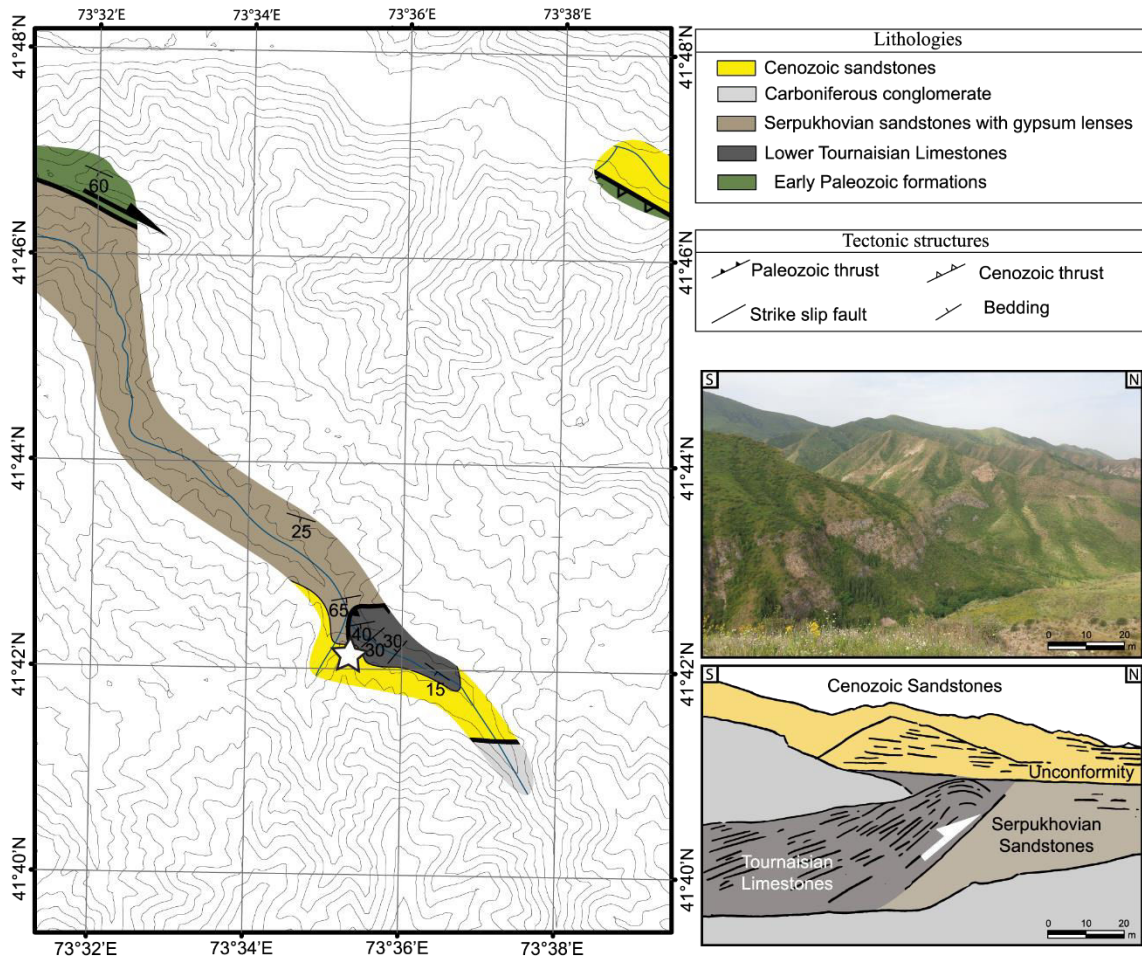 73°32'E 73°34'E 73°36'E 73°38'E
41°48'N 41°48'N
41°46'N 41°46'N
41°44'N 41°44'N
41°42'N 41°42'N
41°40'N 41°40'N
73°32'E 73°34'E 73°36'E 73°38'E
60
25
65
40
30
30
15
Lithologies
Cenozoic sandstones
Carboniferous conglomerate
Serpukhovian sandstones with gypsum lenses
Lower Tournaisian Limestones
Early Paleozoic formations
Tectonic structures
Paleozoic thrust
Cenozoic thrust
Strike slip fault
Bedding
S N
0 10 20
m
S N
Cenozoic Sandstones
Unconformity
Serpukhovian
Sandstones
Tournaisian
Limestones
0 10 20
m